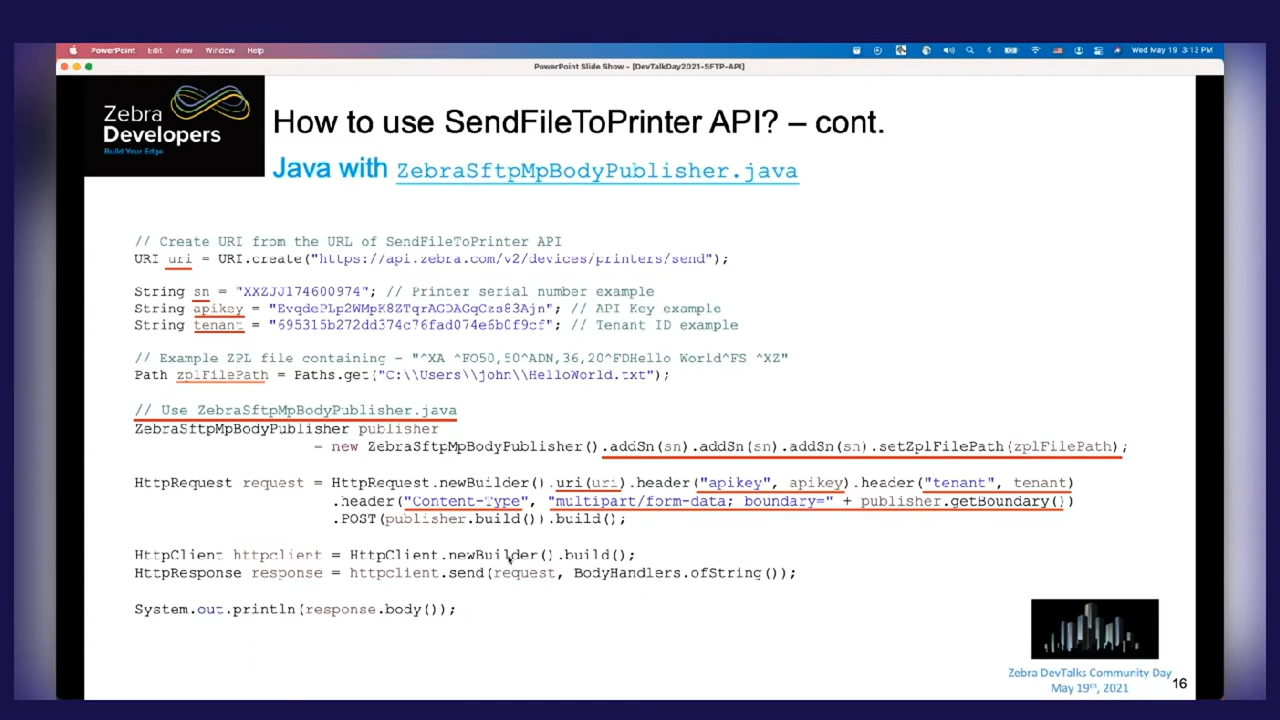 PowerPoint Edit View Window Help Wed May 19 3:13 PM
PowerPoint Slide Show - [DevTalkDay2021-SFTP-API]
Zebra
Developers
Build Your Edge
How to use SendFileToPrinter API? – cont.
Java with ZebraSftpMpBodyPublisher.java
// Create URI from the URL of SendFileToPrinter API
URI uri = URI.create("https://api.zebra.com/v2/devices/printers/send");
String sn = "XXZJJ174600974"; // Printer serial number example
String apikey = // API Key example
String tenant = "695315b272dd374c76fad074e6b0f9cf"; // Tenant ID example
// Example ZPL file containing - "^XA ^FO50,50^ADN,36,20^FDHello World^FS ^XZ"
Path zplFilePath = Paths.get("C:\\Users\\john\\HelloWorld.txt");
// Use ZebraSftpMpBodyPublisher.java
ZebraSftpMpBodyPublisher publisher
= new ZebraSftpMpBodyPublisher().addSn(sn).addSn(sn).addSn(sn).setZplFilePath(zplFilePath);
HttpRequest request = HttpRequest.newBuilder().uri(uri).header("apikey", apikey).header("tenant", tenant)
.header("Content-Type", "multipart/form-data; boundary=" + publisher.getBoundary())
.POST(publisher.build()).build();
HttpClient httpclient = HttpClient.newBuilder().build();
HttpResponse response = httpclient.send(request, BodyHandlers.ofString());
System.out.println(response.body());
Zebra DevTalks Community Day
May 19th, 2021
16